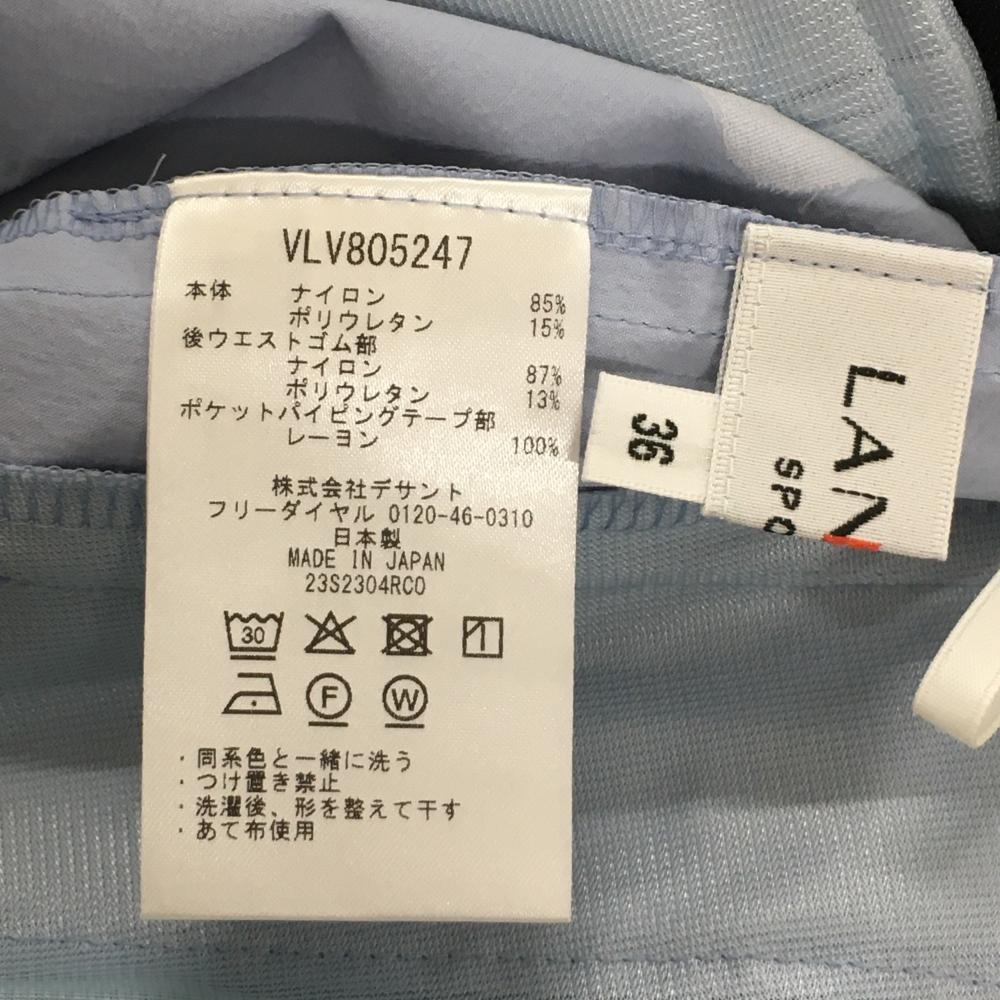 VLV805247
本体 ナイロン 85%
ポリウレタン 15%
後ウエストゴム部
ナイロン 87%
ポリウレタン 13%
ポケットパイピングテープ部
レーヨン 100%
株式会社デサント
フリーダイヤル 0120-46-0310
日本製
MADE IN JAPAN
23S2304RC0
30
F W
・同系色と一緒に洗う
・つけ置き禁止
・洗濯後、形を整えて干す
・あて布使用
36
LAN
SPO